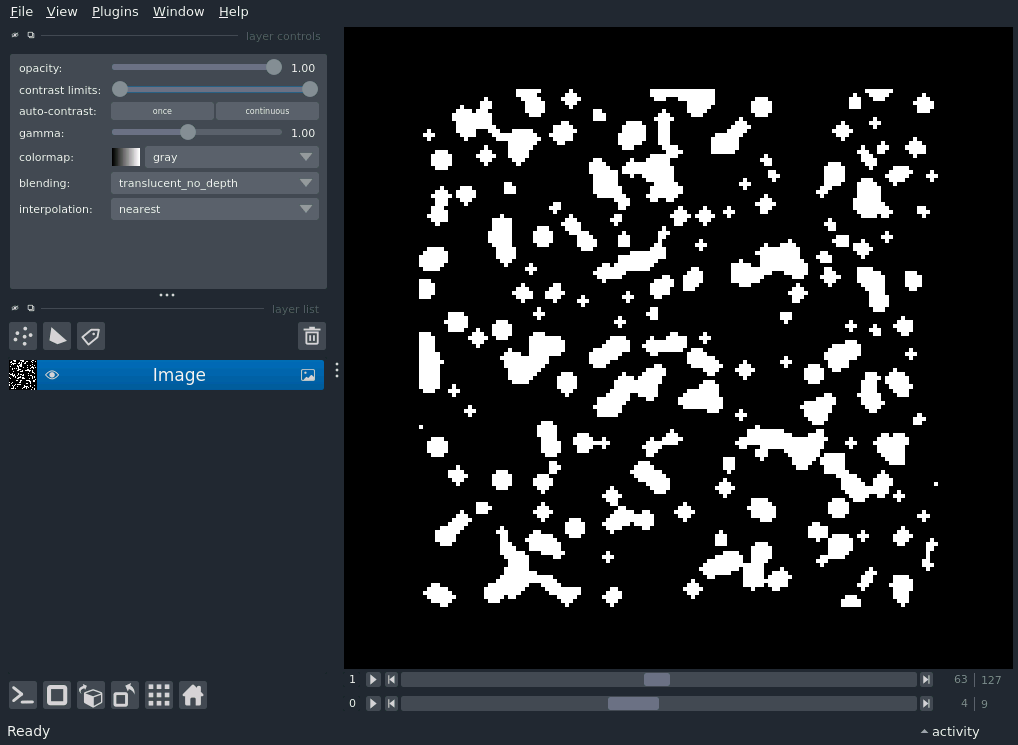 File View Plugins Window Help
layer controls
opacity: 1.00
contrast limits:
auto-contrast: once continuous
gamma: 1.00
colormap: gray
blending: translucent_no_depth
interpolation: nearest
layer list
Image
1 63 127
0 4 9
Ready activity